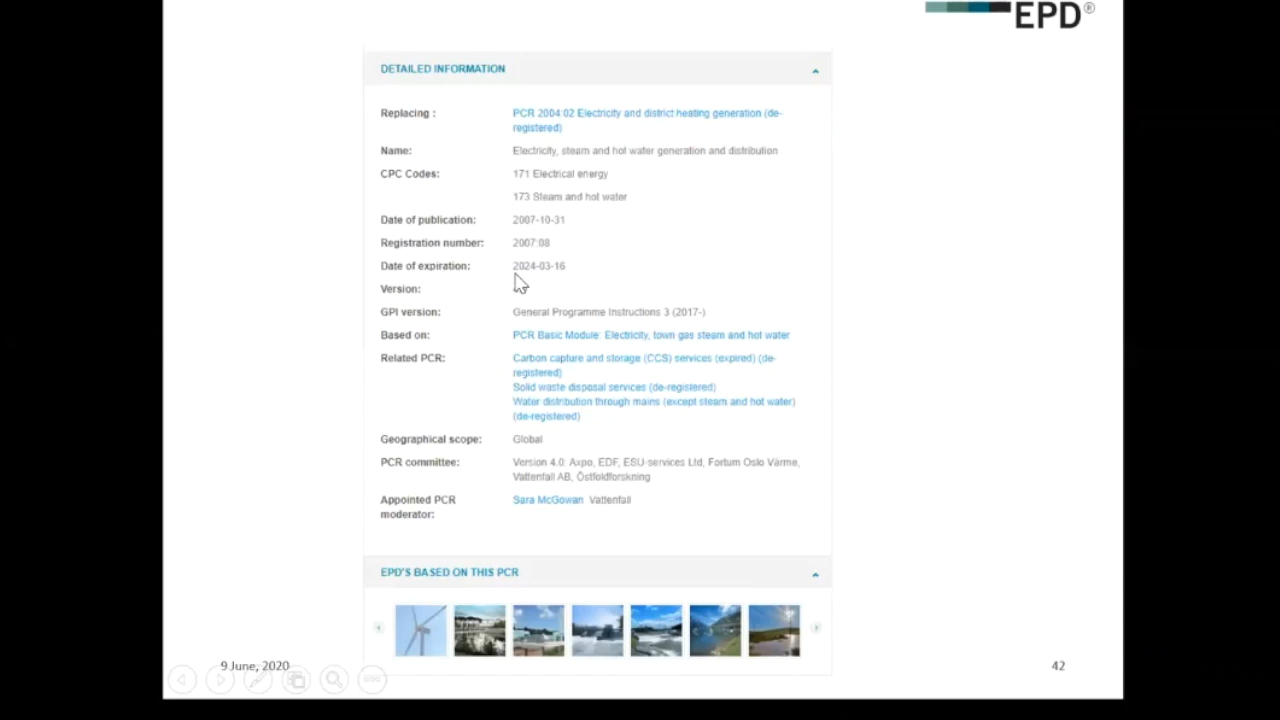 EPD®
DETAILED INFORMATION
Replacing : PCR 2004:02 Electricity and district heating generation (de-
registered)
Name: Electricity, steam and hot water generation and distribution
CPC Codes: 171 Electrical energy
173 Steam and hot water
Date of publication: 2007-10-31
Registration number: 2007:08
Date of expiration: 2024-03-16
Version:
GPI version: General Programme Instructions 3 (2017-)
Based on: PCR Basic Module: Electricity, town gas steam and hot water
Related PCR: Carbon capture and storage (CCS) services (expired) (de-
registered)
Solid waste disposal services (de-registered)
Water distribution through mains (except steam and hot water)
(de-registered)
Geographical scope: Global
PCR committee: Version 4.0: Axpo, EDF, ESU-services Ltd, Fortum Oslo Värme,
Vattenfall AB, Östfoldforskning
Appointed PCR Sara McGowan Vattenfall
moderator:
EPD'S BASED ON THIS PCR
9 June, 2020
42